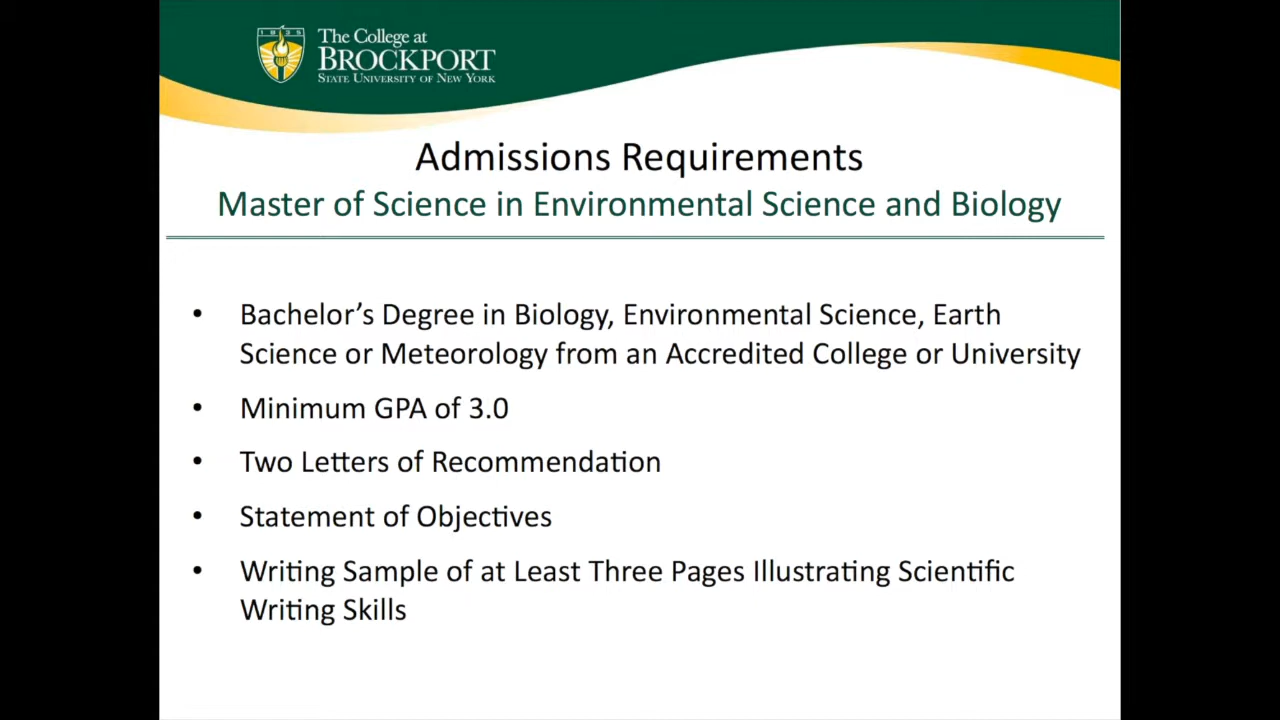 1835
The College at
BROCKPORT
STATE UNIVERSITY OF NEW YORK
Admissions Requirements
Master of Science in Environmental Science and Biology
• Bachelor’s Degree in Biology, Environmental Science, Earth
Science or Meteorology from an Accredited College or University
• Minimum GPA of 3.0
• Two Letters of Recommendation
• Statement of Objectives
• Writing Sample of at Least Three Pages Illustrating Scientific
Writing Skills